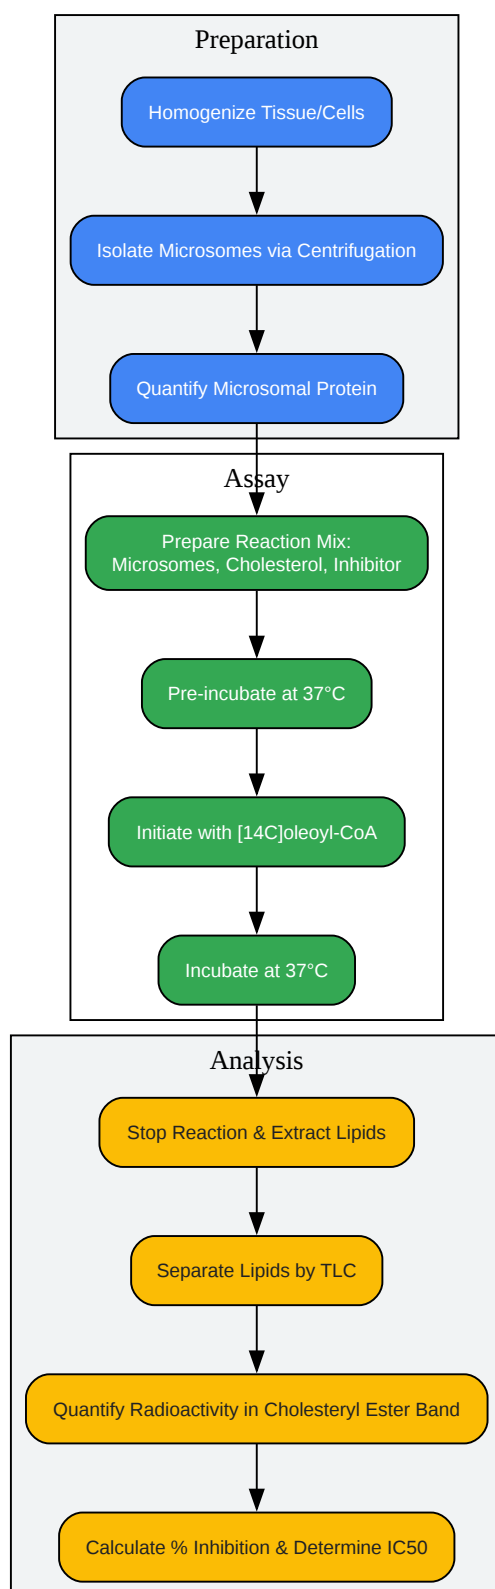 Preparation
Homogenize Tissue/Cells
Isolate Microsomes via Centrifugation
Quantify Microsomal Protein
Assay
Prepare Reaction Mix:
Microsomes, Cholesterol, Inhibitor
Pre-incubate at 37°C
Initiate with [14C]oleoyl-CoA
Incubate at 37°C
Analysis
Stop Reaction & Extract Lipids
Separate Lipids by TLC
Quantify Radioactivity in Cholesteryl Ester Band
Calculate % Inhibition & Determine IC50